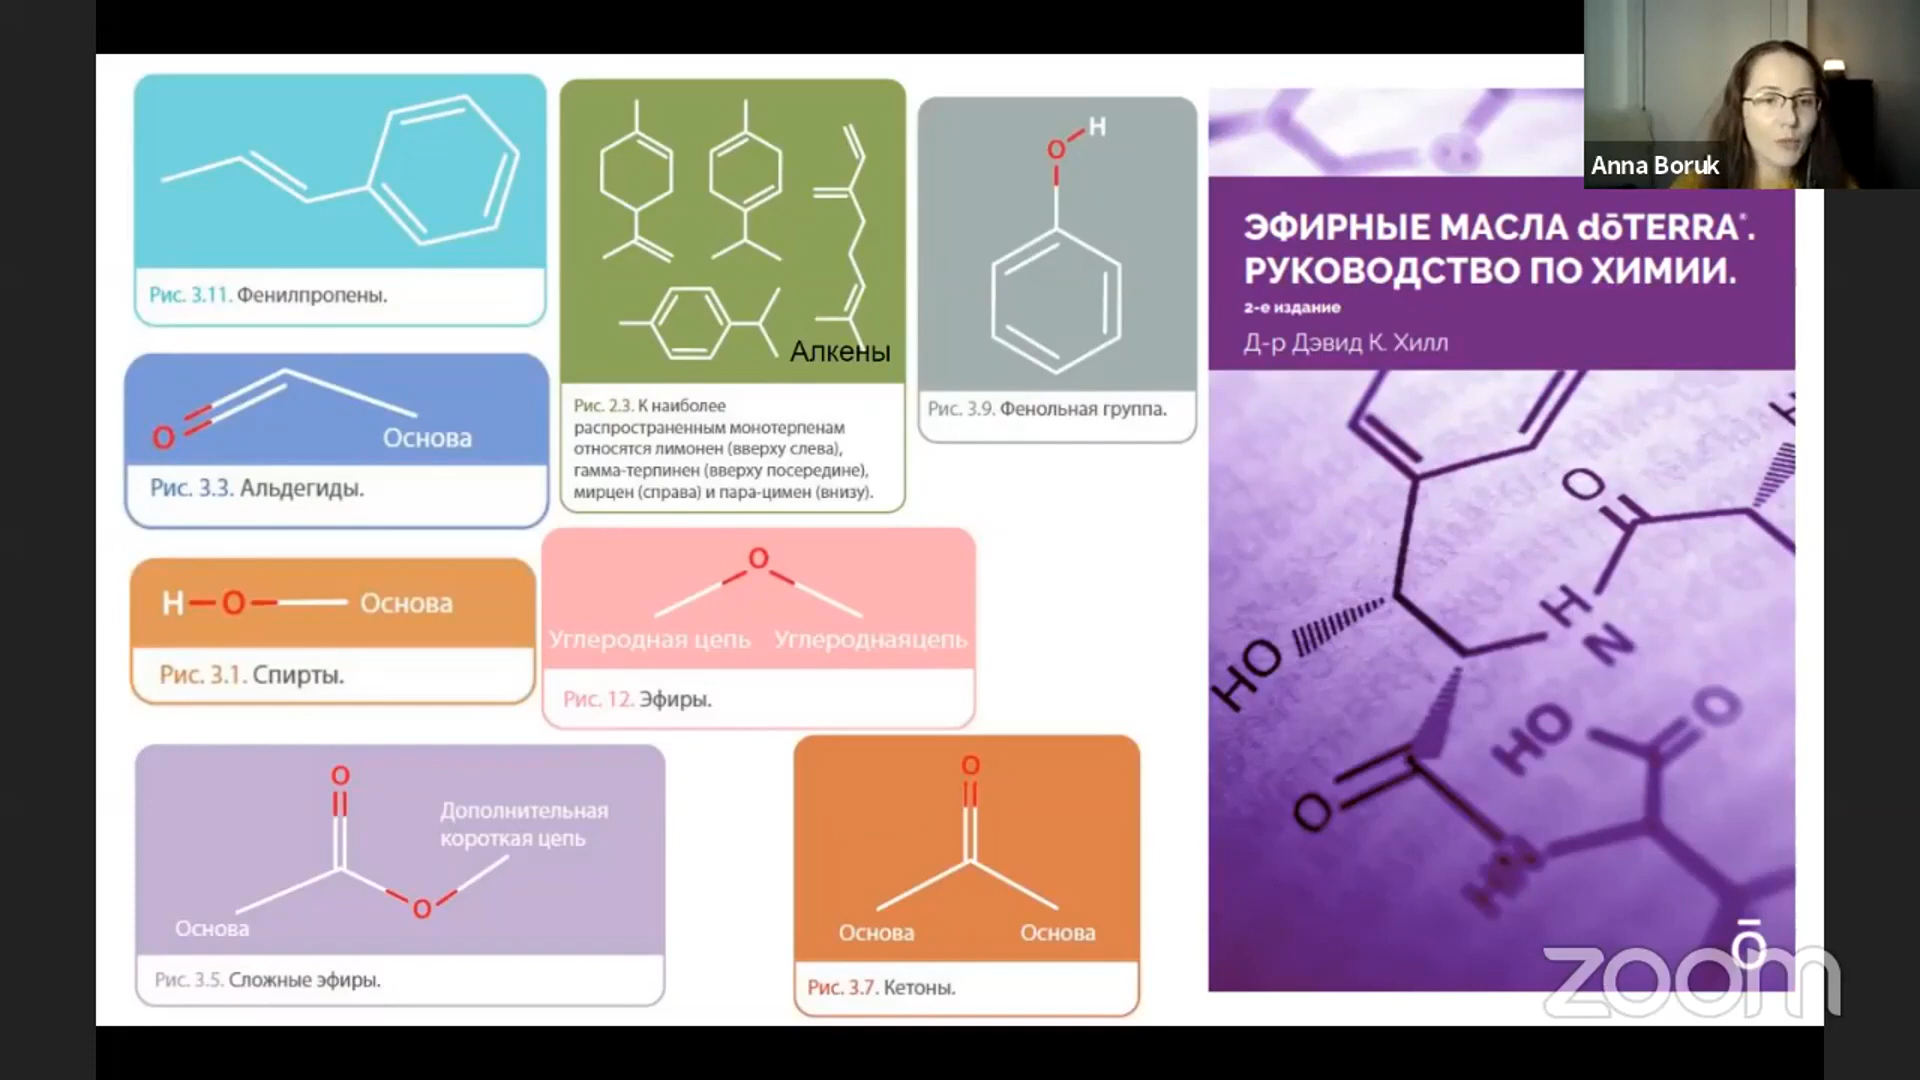 Рис. 3.11. Фенилпропены.
Алкены
Рис. 2.3. К наиболее
распространенным монотерпенам
относятся лимонен (вверху слева),
гамма-терпинен (вверху посередине),
мирцен (справа) и пара-цимен (внизу).
H
O
Рис. 3.9. Фенольная группа.
Anna Boruk
ЭФИРНЫЕ МАСЛА dōTERRA®.
РУКОВОДСТВО ПО ХИМИИ.
2-е издание
Д-р Дэвид К. Хилл
O
Основа
Рис. 3.3. Альдегиды.
H O Основа
Рис. 3.1. Спирты.
O
Углеродная цепь Углероднаяцепь
Рис. 12. Эфиры.
O
Дополнительная
короткая цепь
O
Основа
Рис. 3.5. Сложные эфиры.
O
Основа Основа
Рис. 3.7. Кетоны.
O
H
N
HO
HO
O
O
HN
ō
zoom